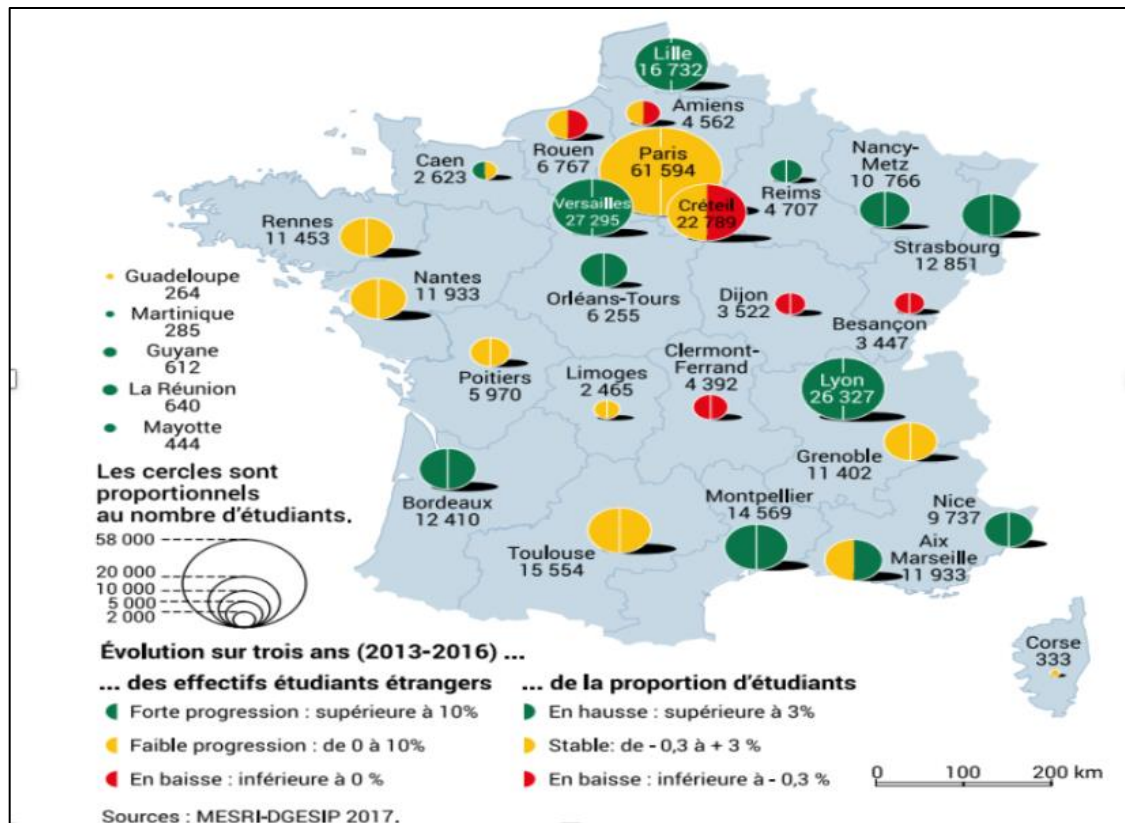 Lille
16 732
Amiens
4 562
Rouen
6 767
Caen
2 623
Paris
61 594
Nancy-
Metz
10 766
Reims
4 707
Versailles
27 295
Créteil
22 789
Strasbourg
12 851
Rennes
11 453
Nantes
11 933
Orléans-Tours
6 255
Dijon
3 522
Besançon
3 447
Guadeloupe
264
Martinique
285
Guyane
612
La Réunion
640
Mayotte
444
Poitiers
5 970
Limoges
2 465
Clermont-
Ferrand
4 392
Lyon
26 327
Grenoble
11 402
Bordeaux
12 410
Toulouse
15 554
Montpellier
14 569
Nice
9 737
Aix
Marseille
11 933
Corse
333
Les cercles sont
proportionnels
au nombre d'étudiants.
58 000
20 000
10 000
5 000
2 000
Évolution sur trois ans (2013-2016) ...
... des effectifs étudiants étrangers
Forte progression : supérieure à 10%
Faible progression : de 0 à 10%
En baisse : inférieure à 0 %
... de la proportion d'étudiants
En hausse : supérieure à 3%
Stable: de - 0,3 à + 3 %
En baisse : inférieure à - 0,3 %
0 100 200 km
Sources : MESRI-DGESIP 2017.